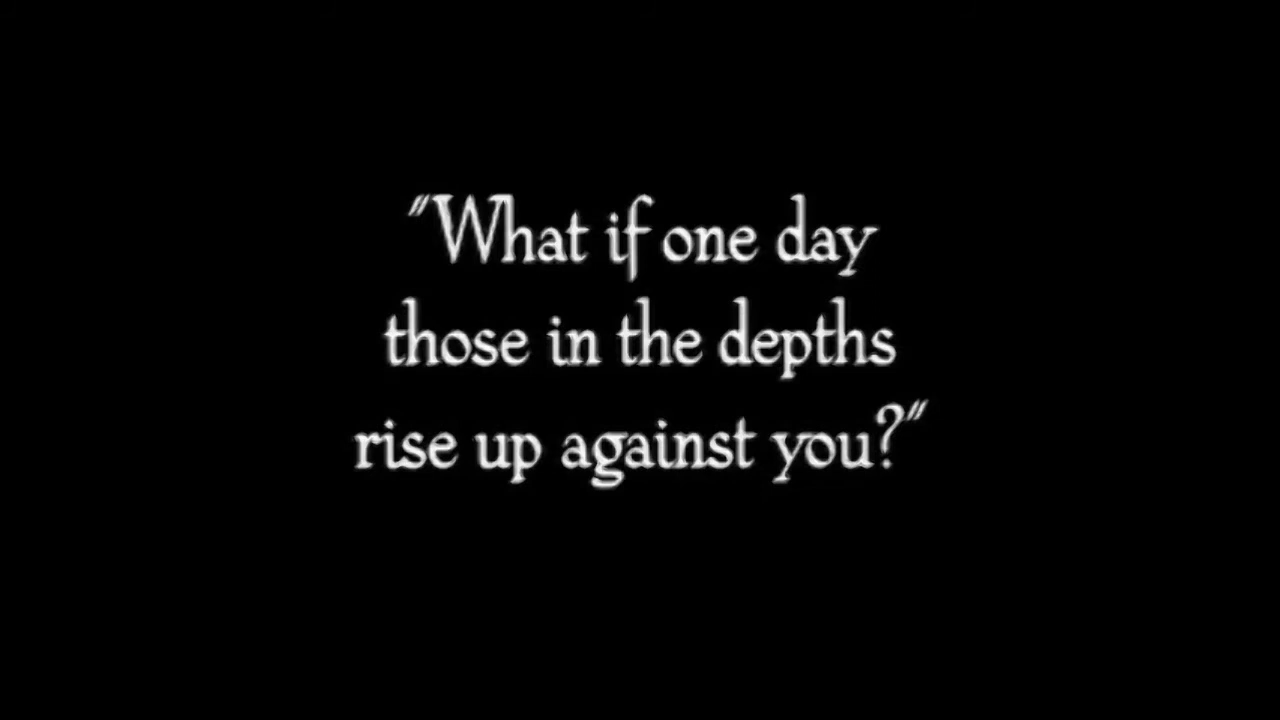 "What if one day
those in the depths
rise up against you?"